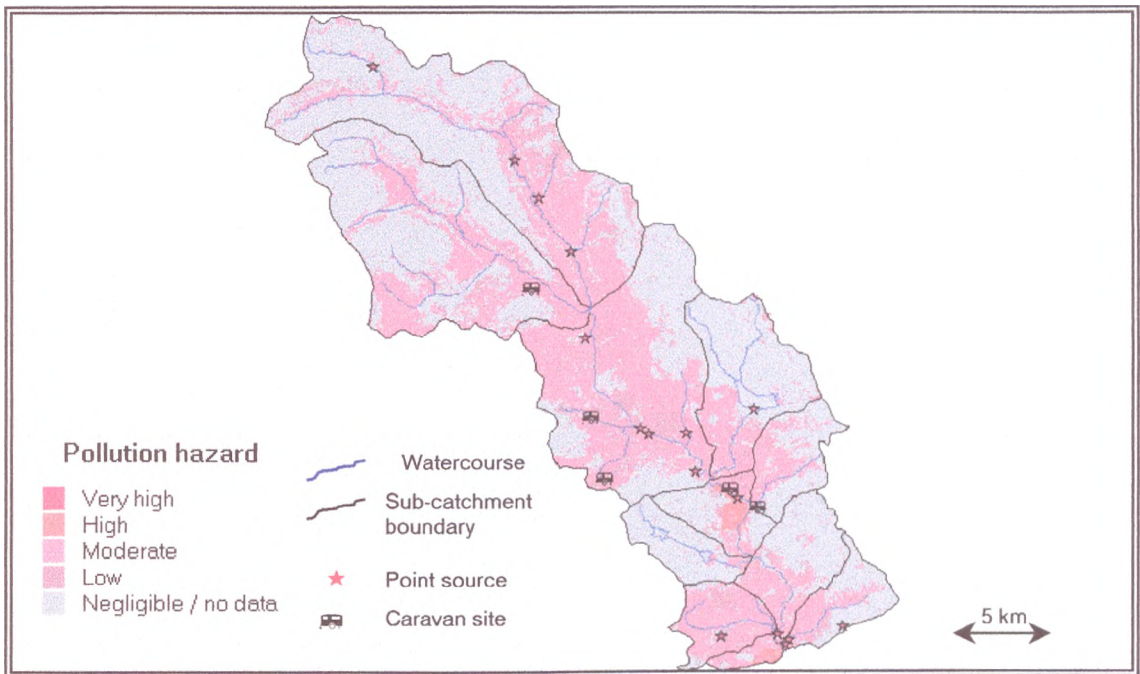 Pollution hazard
Very high
High
Moderate
Low
Negligible / no data
Watercourse
Sub-catchment
boundary
Point source
Caravan site
5 km